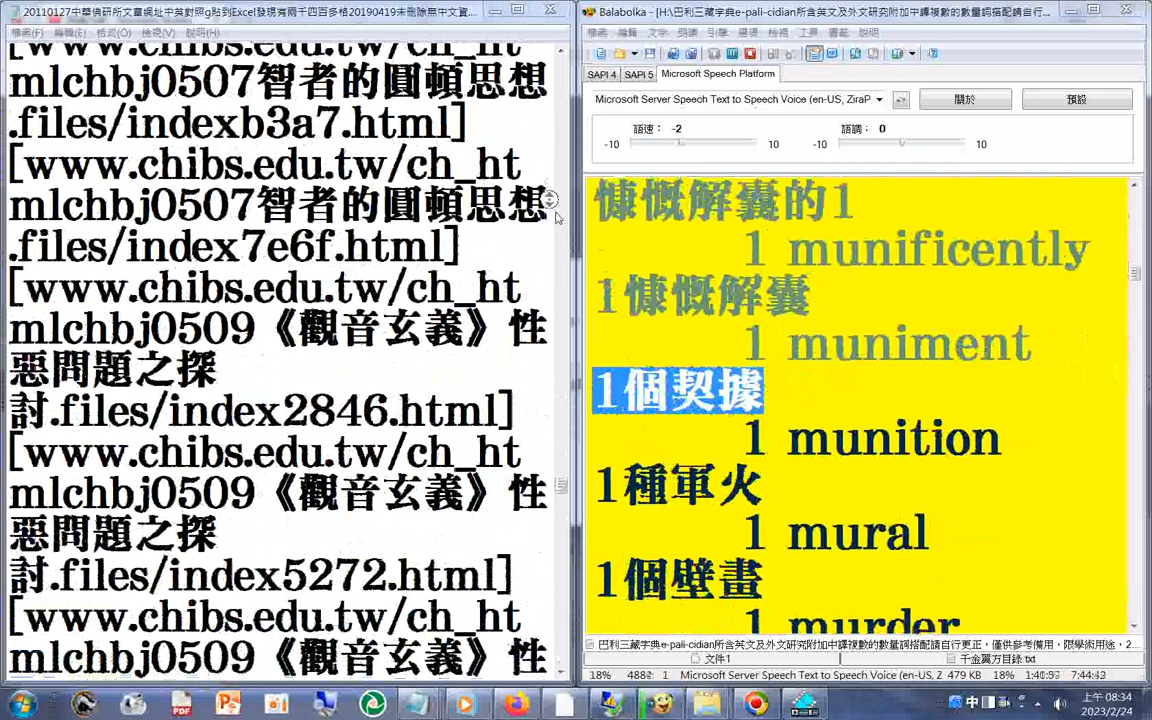 20110127中華佛研所文章網址中英對照g貼到Excel發現有兩千四百多格20190419未刪除無中文資...
檔案(F) 編輯(E) 格式(O) 檢視(V) 說明(H)
[www.chibs.edu.tw/ch_ht
mlchbj0507智者的圓頓思想
.files/indexb3a7.html]
[www.chibs.edu.tw/ch_ht
mlchbj0507智者的圓頓思想
.files/index7e6f.html]
[www.chibs.edu.tw/ch_ht
mlchbj0509《觀音玄義》性
惡問題之探
討.files/index2846.html]
[www.chibs.edu.tw/ch_ht
mlchbj0509《觀音玄義》性
惡問題之探
討.files/index5272.html]
[www.chibs.edu.tw/ch_ht
mlchbj0509《觀音玄義》性
Balabolka - [H:\巴利三藏字典e-pali-cidian所含英文及外文研究附加中譯複數的數量詞搭配請自行更正,僅供參考備用,限學術用途,2...
檔案 編輯 文字 朗讀 引擎 選項 檢視 工具 書籤 說明
SAPI 4 SAPI 5 Microsoft Speech Platform
Microsoft Server Speech Text to Speech Voice (en-US, ZiraP
關於 預設
語速: -2 語調: 0
-10 10 -10 10
慷慨解囊的1
1 munificently
1慷慨解囊
1 muniment
1個契據
1 munition
1種軍火
1 mural
1個壁畫
1 murder
巴利三藏字典e-pali-cidian所含英文及外文研究附加中譯複數的數量詞搭配請自行更正,僅供參考備用,限學術用途,2...
文件1 千金翼方目錄.txt
18% Microsoft Server Speech Text to Speech Voice (en-U 479 KB 18%
中
上午 08:34
2023/2/24